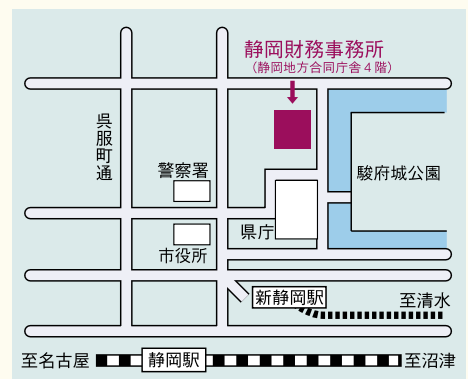 静岡財務事務所
(静岡地方合同庁舎4階)
呉服町通
警察署
駿府城公園
県庁
市役所
新静岡駅
至清水
至名古屋
静岡駅
至沼津